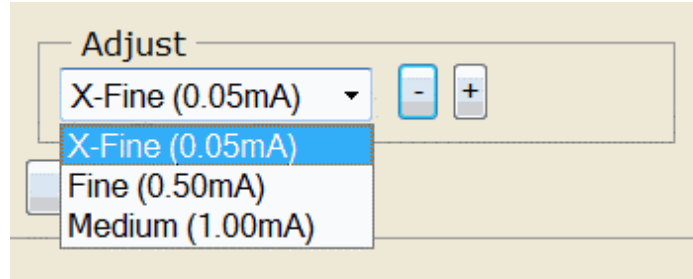 Adjust
X-Fine (0.05mA) - +
X-Fine (0.05mA)
Fine (0.50mA)
Medium (1.00mA)